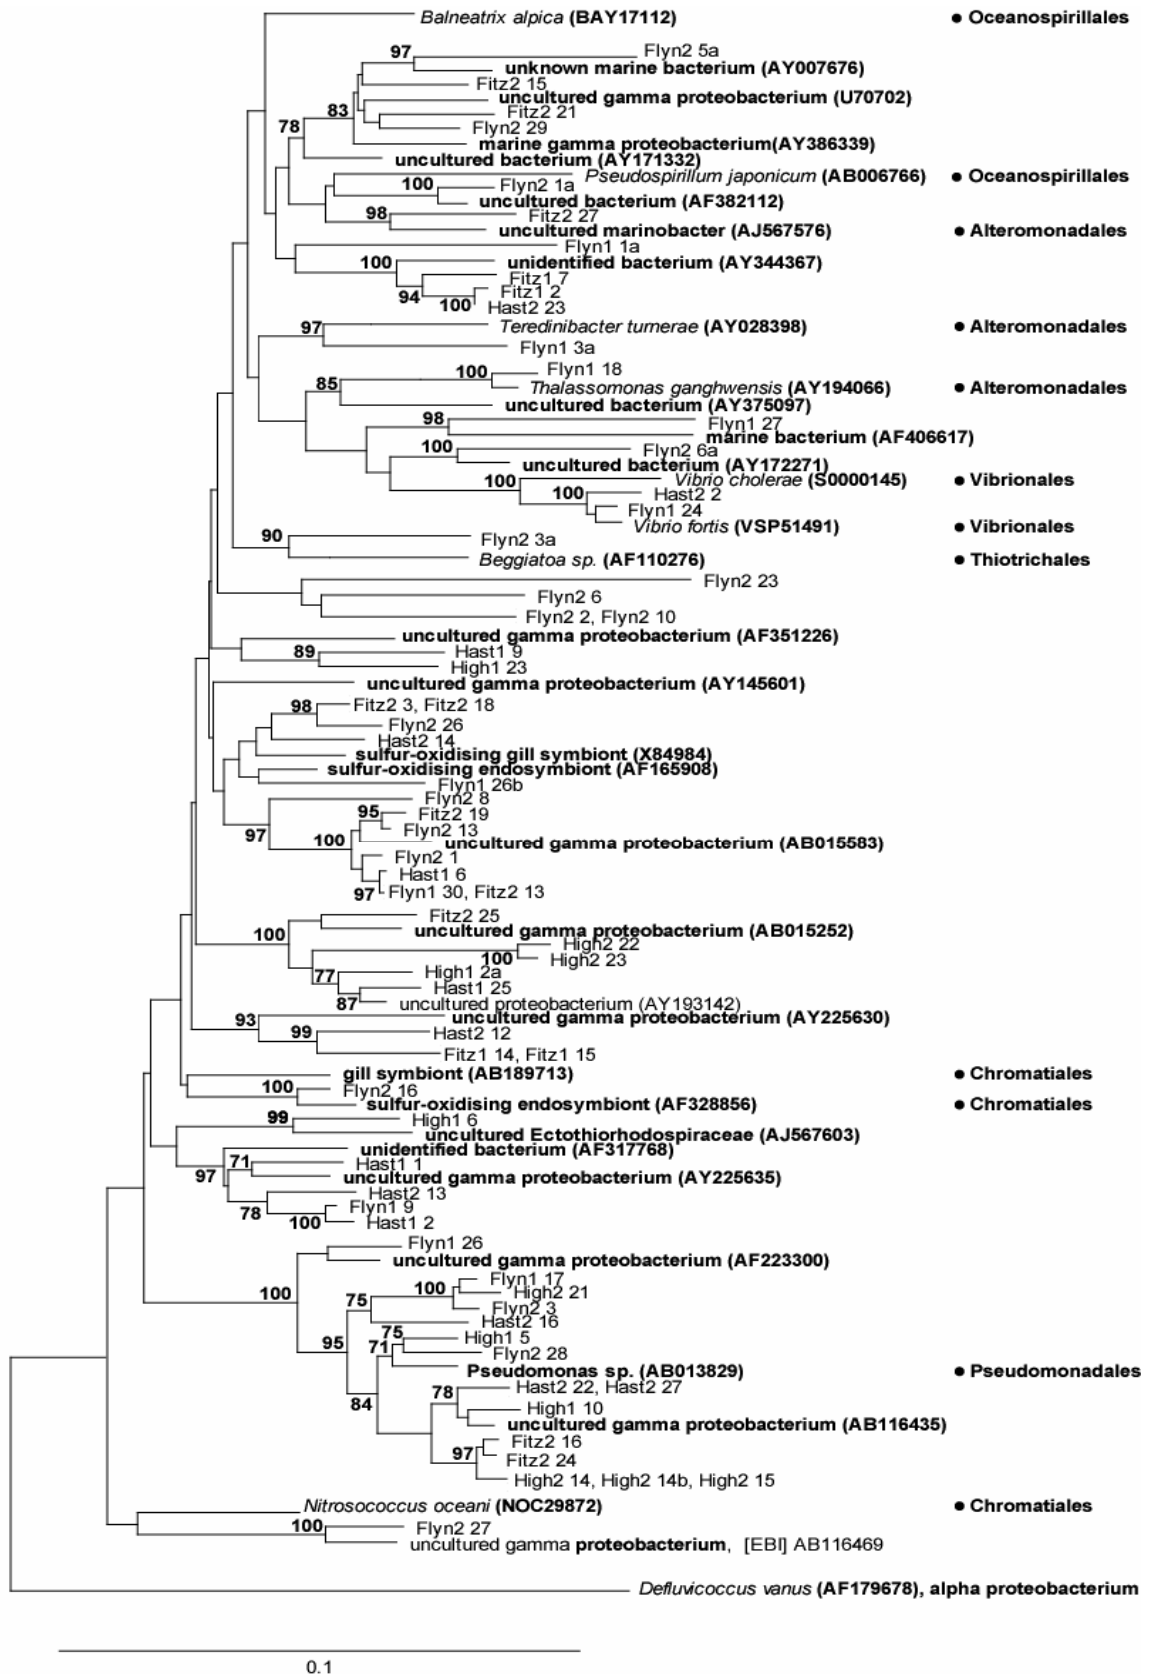 Balneatrix alpica (BAY17112) ● Oceanospirillales
97 Flyn2 5a
unknown marine bacterium (AY007676)
Fitz2 15
uncultured gamma proteobacterium (U70702)
83 Fitz2 21
78 Flyn2 29
marine gamma proteobacterium(AY386339)
uncultured bacterium (AY171332)
Pseudospirillum japonicum (AB006766) ● Oceanospirillales
100 Flyn2 1a
uncultured bacterium (AF382112)
98 Fitz2 27
uncultured marinobacter (AJ567576) ● Alteromonadales
Flyn1 1a
100 unidentified bacterium (AY344367)
Fitz1 7
94 Fitz1 2
100 Hast2 23
97 Teredinibacter turnerae (AY028398) ● Alteromonadales
Flyn1 3a
100 Flyn1 18
85 Thalassomonas ganghwensis (AY194066) ● Alteromonadales
uncultured bacterium (AY375097)
98 Flyn1 27
marine bacterium (AF406617)
100 Flyn2 6a
uncultured bacterium (AY172271)
100 Vibrio cholerae (S0000145) ● Vibrionales
100 Hast2 2
Flyn1 24
Vibrio fortis (VSP51491) ● Vibrionales
90 Flyn2 3a
Beggiatoa sp. (AF110276) ● Thiotrichales
Flyn2 23
Flyn2 6
Flyn2 2, Flyn2 10
uncultured gamma proteobacterium (AF351226)
89 Hast1 9
High1 23
uncultured gamma proteobacterium (AY145601)
98 Fitz2 3, Fitz2 18
Flyn2 26
Hast2 14
sulfur-oxidising gill symbiont (X84984)
sulfur-oxidising endosymbiont (AF165908)
Flyn1 26b
Flyn2 8
95 Fitz2 19
97 Flyn2 13
100 uncultured gamma proteobacterium (AB015583)
Flyn2 1
Hast1 6
97 Flyn1 30, Fitz2 13
Fitz2 25
100 uncultured gamma proteobacterium (AB015252)
High2 22
100 High2 23
77 High1 2a
Hast1 25
87 uncultured proteobacterium (AY193142)
93 uncultured gamma proteobacterium (AY225630)
99 Hast2 12
Fitz1 14, Fitz1 15
gill symbiont (AB189713) ● Chromatiales
100 Flyn2 16
sulfur-oxidising endosymbiont (AF328856) ● Chromatiales
99 High1 6
uncultured Ectothiorhodospiraceae (AJ567603)
unidentified bacterium (AF317768)
71 Hast1 1
97 uncultured gamma proteobacterium (AY225635)
Hast2 13
78 Flyn1 9
100 Hast1 2
Flyn1 26
uncultured gamma proteobacterium (AF223300)
100 Flyn1 17
100 High2 21
75 Flyn2 3
Hast2 16
95 75 High1 5
71 Flyn2 28
Pseudomonas sp. (AB013829) ● Pseudomonadales
84 78 Hast2 22, Hast2 27
High1 10
uncultured gamma proteobacterium (AB116435)
Fitz2 16
97 Fitz2 24
High2 14, High2 14b, High2 15
Nitrosococcus oceani (NOC29872) ● Chromatiales
100 Flyn2 27
uncultured gamma proteobacterium, [EBI] AB116469
Defluvicoccus vanus (AF179678), alpha proteobacterium
0.1